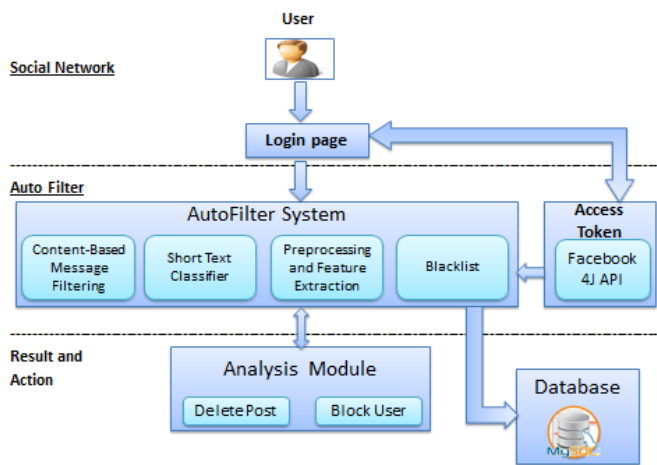 User
Social Network
Login page
Auto Filter
AutoFilter System
Content-Based
Message
Filtering
Short Text
Classifier
Preprocessing
and Feature
Extraction
Blacklist
Access
Token
Facebook
4J API
Result and
Action
Analysis Module
Delete Post
Block User
Database
MySQL